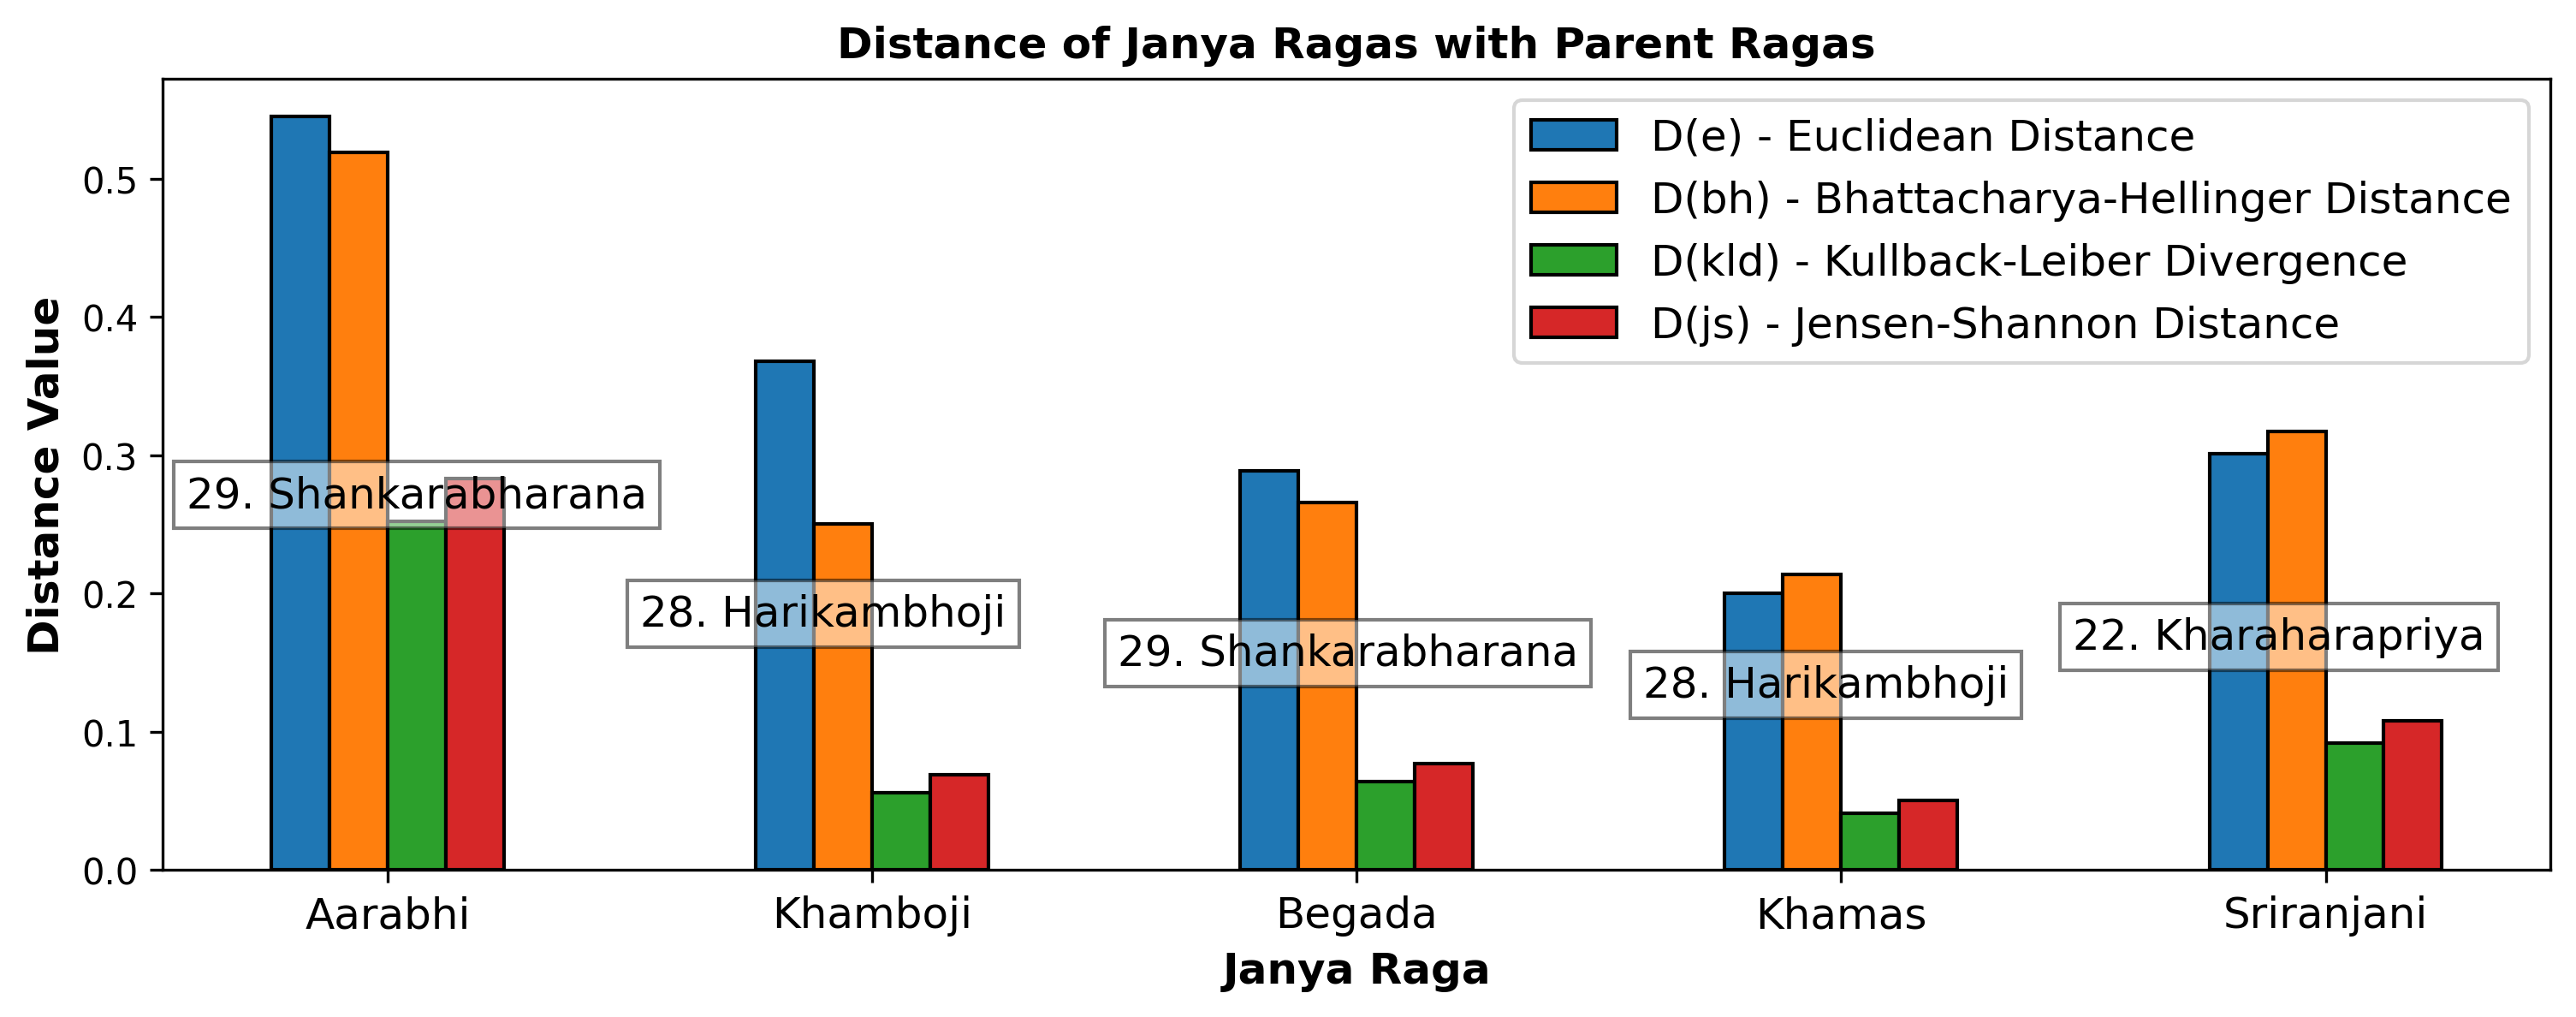 Distance of Janya Ragas with Parent Ragas
D(e) - Euclidean Distance
D(bh) - Bhattacharya-Hellinger Distance
D(kld) - Kullback-Leiber Divergence
D(js) - Jensen-Shannon Distance
Distance Value
0.5
0.4
0.3
0.2
0.1
0.0
29. Shankarabharana
28. Harikambhoji
29. Shankarabharana
28. Harikambhoji
22. Kharaharapriya
Aarabhi
Khamboji
Begada
Khamas
Sriranjani
Janya Raga